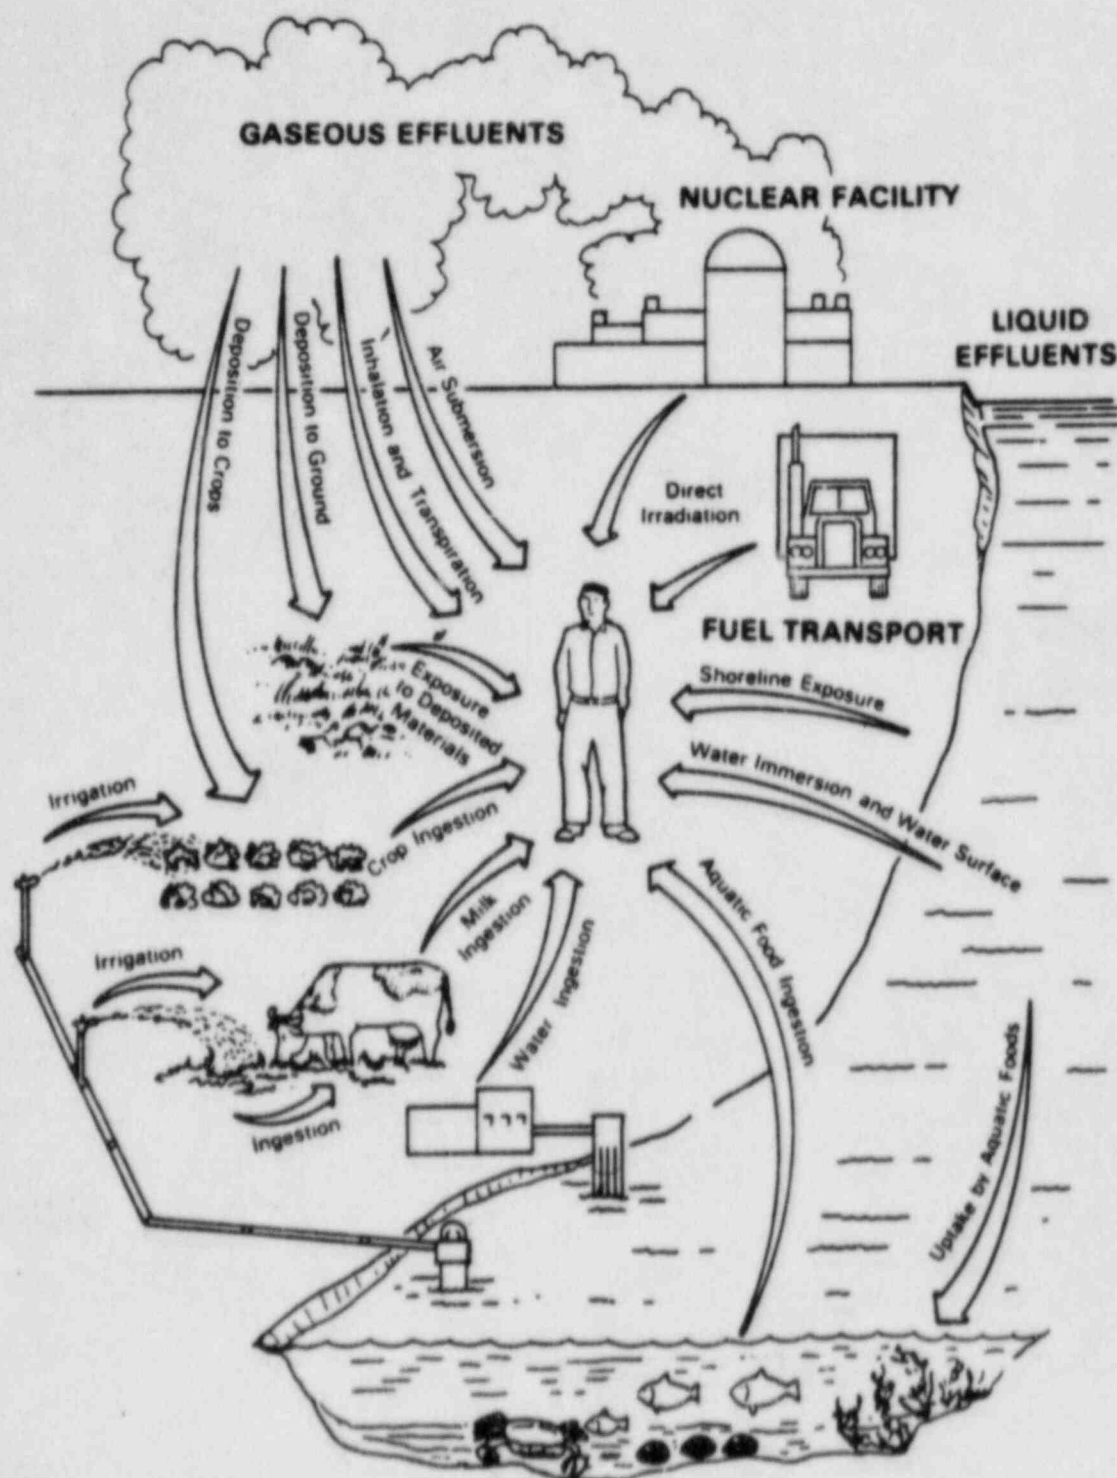 GASEOUS EFFLUENTS
NUCLEAR FACILITY
LIQUID
EFFLUENTS
Deposition to Crops
Deposition to Ground
Inhalation and Transpiration
Air Submersion
Direct
Irradiation
FUEL TRANSPORT
Exposure
to Deposited
Materials
Shoreline Exposure
Water Immersion and Water Surface
Irrigation
Crop Ingestion
Milk
Ingestion
Irrigation
Water Ingestion
Aquatic Food Ingestion
Ingestion
Uptake by Aquatic Foods